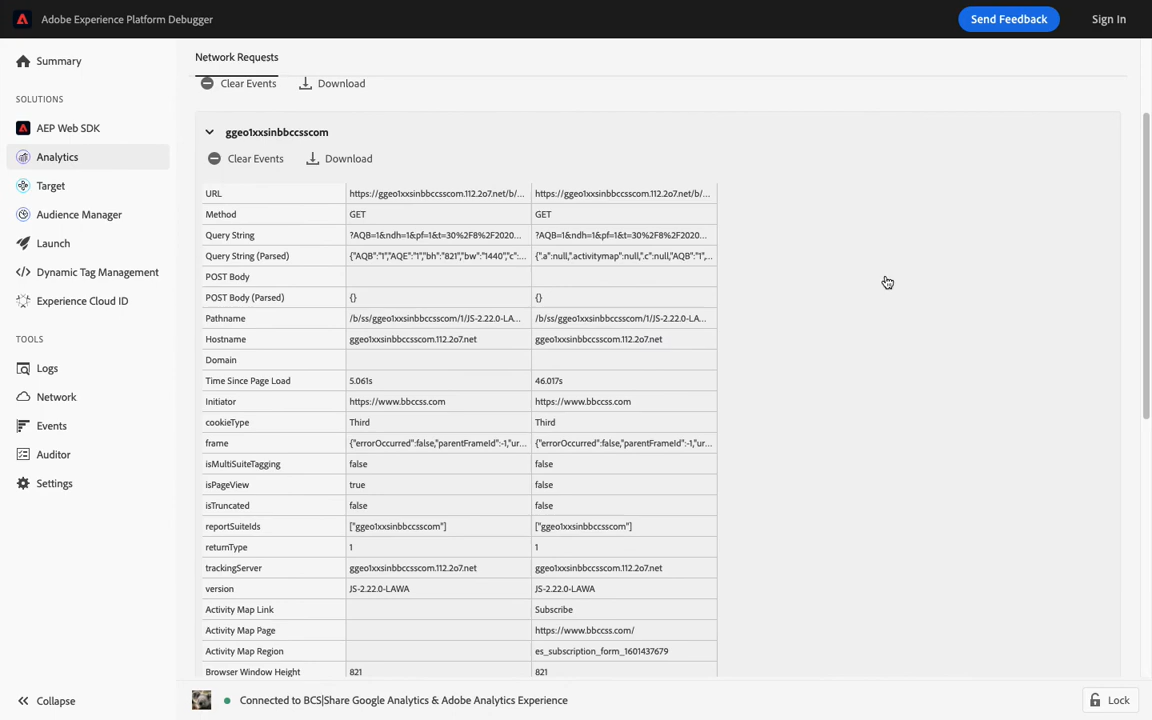 Adobe Experience Platform Debugger Send Feedback Sign In
Summary
SOLUTIONS
AEP Web SDK
Analytics
Target
Audience Manager
Launch
Dynamic Tag Management
Experience Cloud ID
TOOLS
Logs
Network
Events
Auditor
Settings
Collapse
Network Requests
Clear Events Download
ggeo1xxsinbbccsscom
Clear Events Download
URL https://ggeo1xxsinbbccsscom.112.2o7.net/b/... https://ggeo1xxsinbbccsscom.112.2o7.net/b/...
Method GET GET
Query String ?AQB=1&ndh=1&pf=1&t=30%2F8%2F2020... ?AQB=1&ndh=1&pf=1&t=30%2F8%2F2020...
Query String (Parsed) {"AQB":"1","AQE":"1","bh":"821","bw":"1440","c":... {".a":null,".activitymap":null,".c":null,"AQB":"1",...
POST Body
POST Body (Parsed) {} {}
Pathname /b/ss/ggeo1xxsinbbccsscom/1/JS-2.22.0-LA... /b/ss/ggeo1xxsinbbccsscom/1/JS-2.22.0-LA...
Hostname ggeo1xxsinbbccsscom.112.2o7.net ggeo1xxsinbbccsscom.112.2o7.net
Domain
Time Since Page Load 5.061s 46.017s
Initiator https://www.bbccss.com https://www.bbccss.com
cookieType Third Third
frame {"errorOccurred":false,"parentFrameId":-1,"ur... {"errorOccurred":false,"parentFrameId":-1,"ur...
isMultiSuiteTagging false false
isPageView true false
isTruncated false false
reportSuiteIds ["ggeo1xxsinbbccsscom"] ["ggeo1xxsinbbccsscom"]
returnType 1 1
trackingServer ggeo1xxsinbbccsscom.112.2o7.net ggeo1xxsinbbccsscom.112.2o7.net
version JS-2.22.0-LAWA JS-2.22.0-LAWA
Activity Map Link Subscribe
Activity Map Page https://www.bbccss.com/
Activity Map Region es_subscription_form_1601437679
Browser Window Height 821 821
Connected to BCS|Share Google Analytics & Adobe Analytics Experience Lock